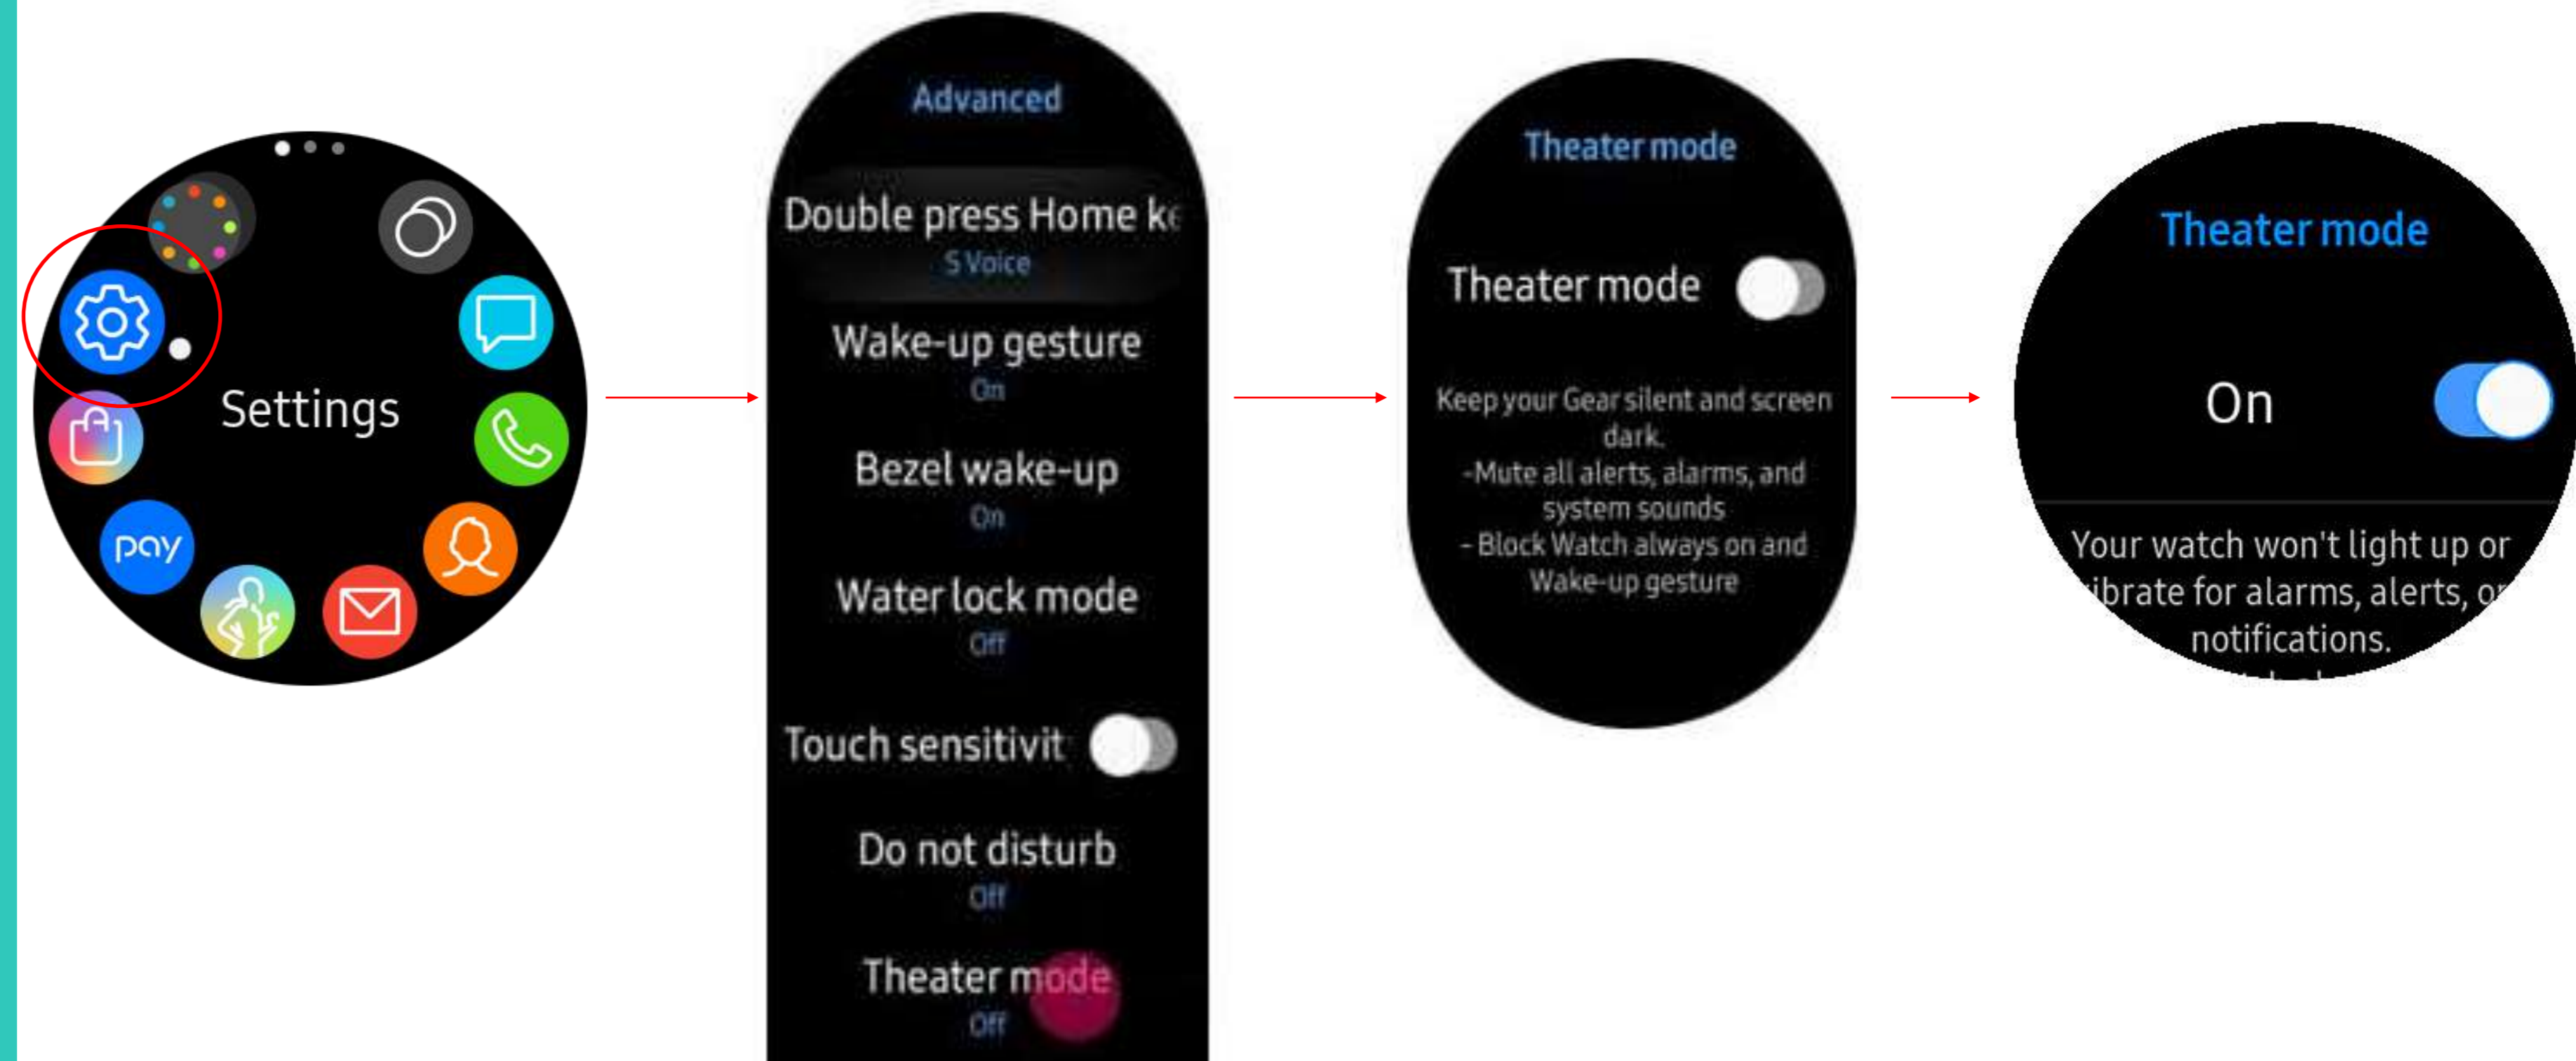 Settings
pay
Advanced
Double press Home ke
S Voice
Wake-up gesture
On
Bezel wake-up
On
Water lock mode
Off
Touch sensitivit
Do not disturb
Off
Theater mode
Off
Theater mode
Theater mode
Keep your Gear silent and screen
dark.
-Mute all alerts, alarms, and
system sounds
- Block Watch always on and
Wake-up gesture
Theater mode
On
Your watch won't light up or
ibrate for alarms, alerts, or
notifications.